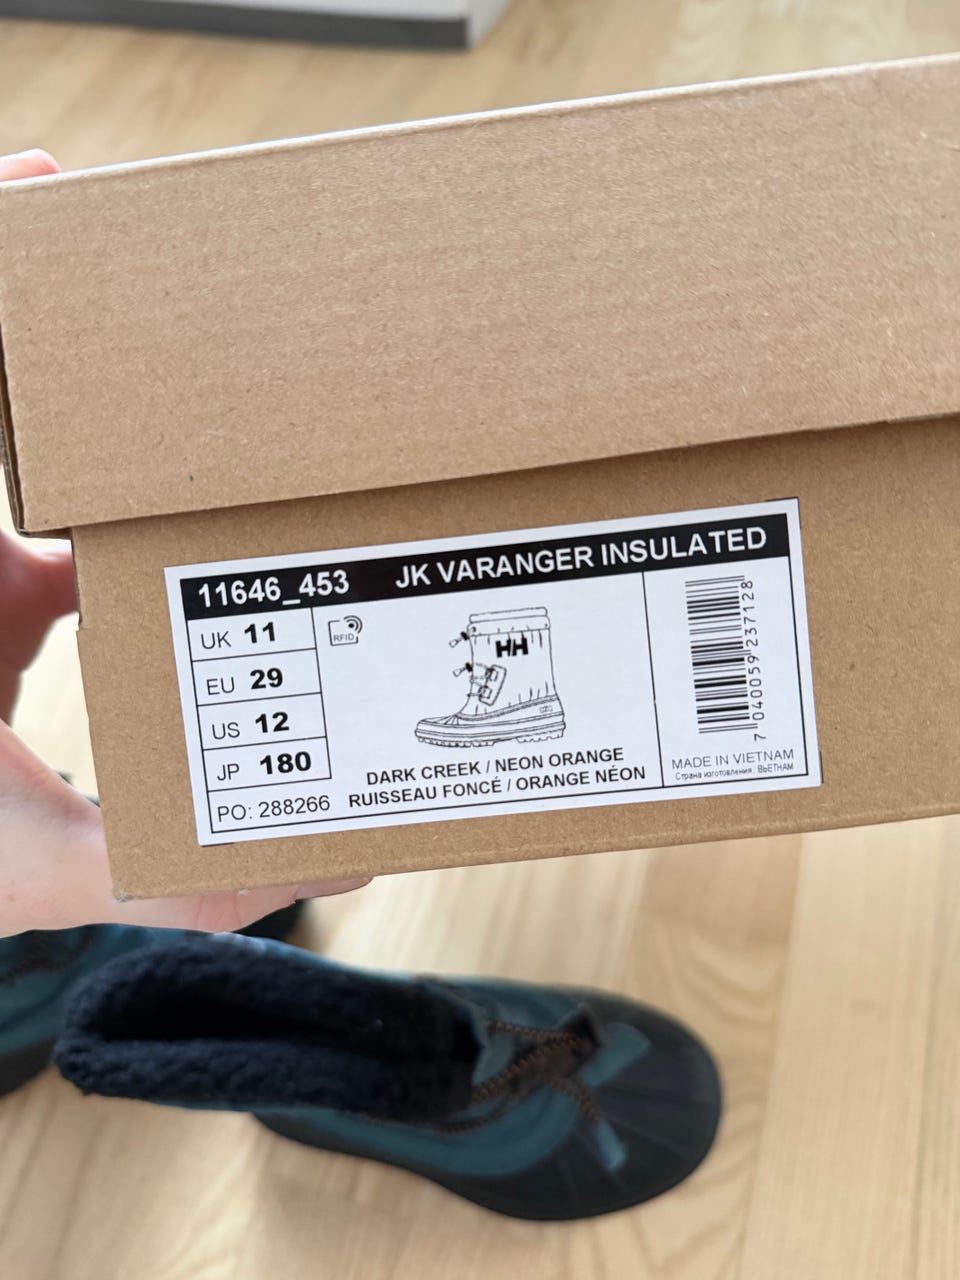 11646_453 JK VARANGER INSULATED
UK 11
EU 29
US 12
JP 180
PO: 288266
RFID
HH
DARK CREEK / NEON ORANGE
RUISSEAU FONCÉ / ORANGE NÉON
7 040059 237128
MADE IN VIETNAM
Страна изготовления: ВЬЕТНАМ